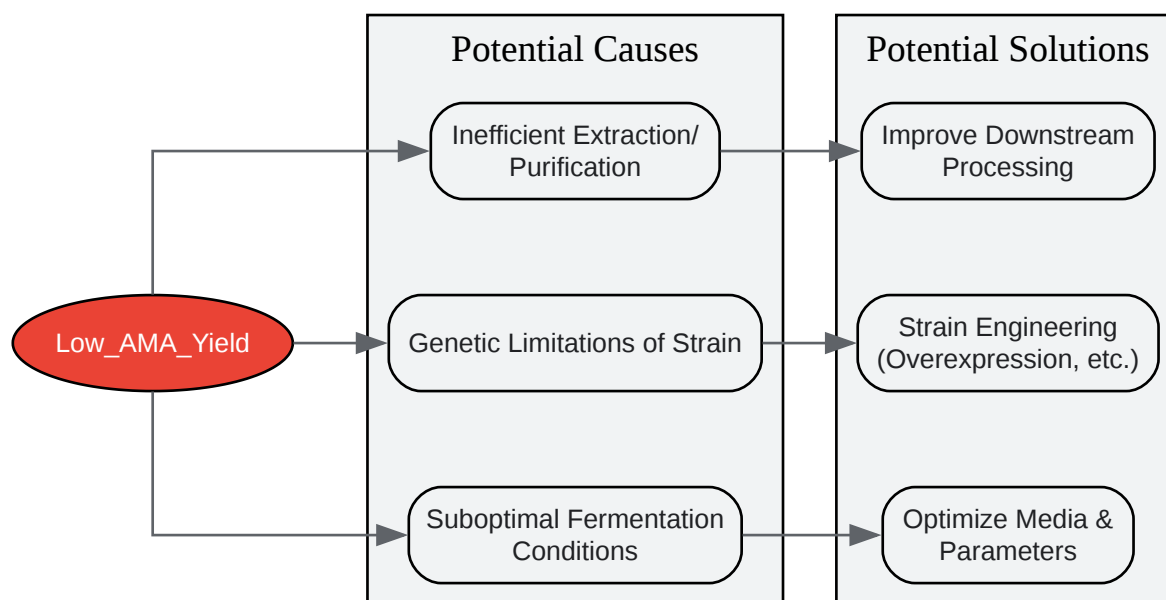 Potential Causes
Potential Solutions
Inefficient Extraction/
Purification
Improve Downstream
Processing
Low_AMA_Yield
Genetic Limitations of Strain
Strain Engineering
(Overexpression, etc.)
Suboptimal Fermentation
Conditions
Optimize Media &
Parameters